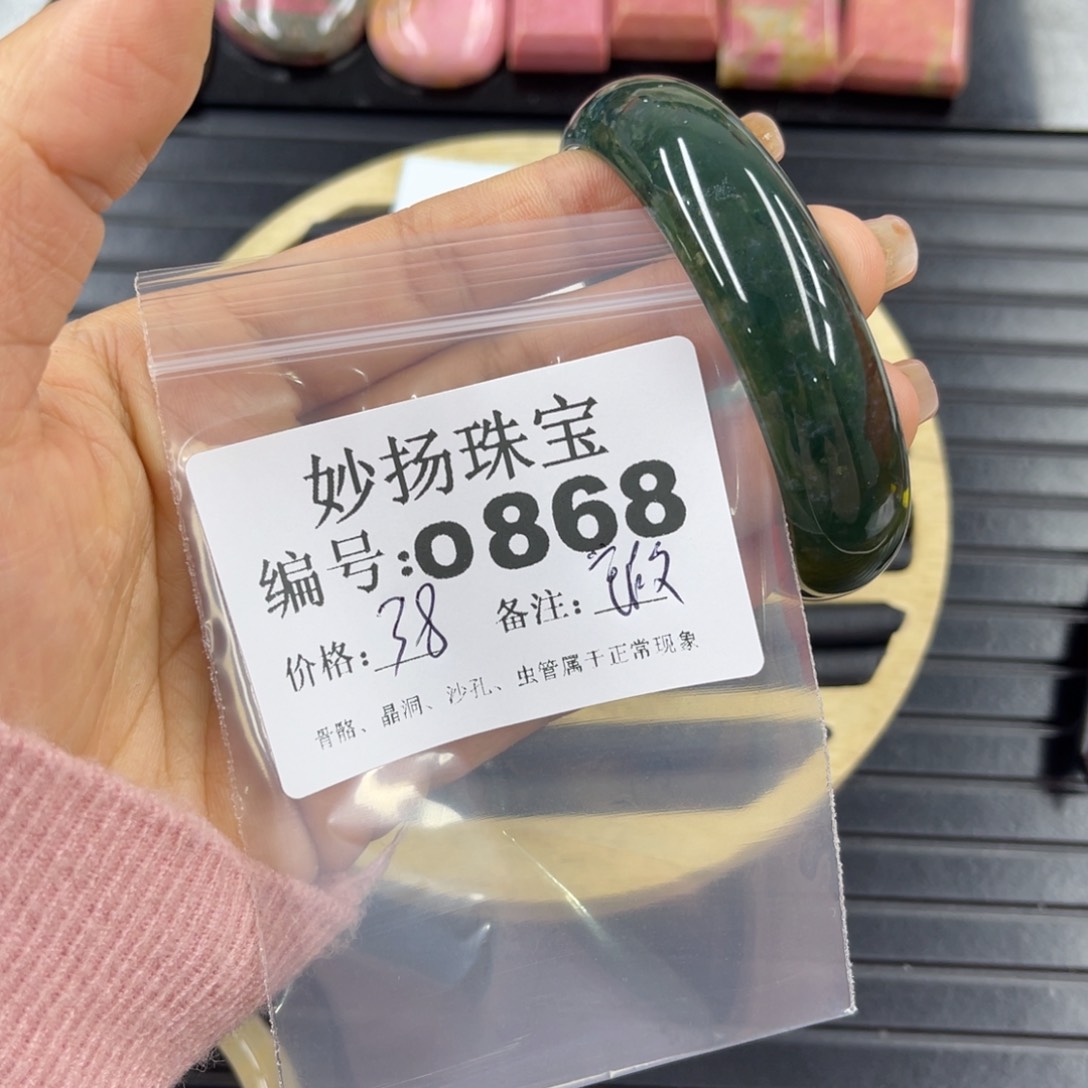 妙扬珠宝
编号:0868
价格:38 备注:
骨骼、晶洞、沙孔、虫管属于正常现象